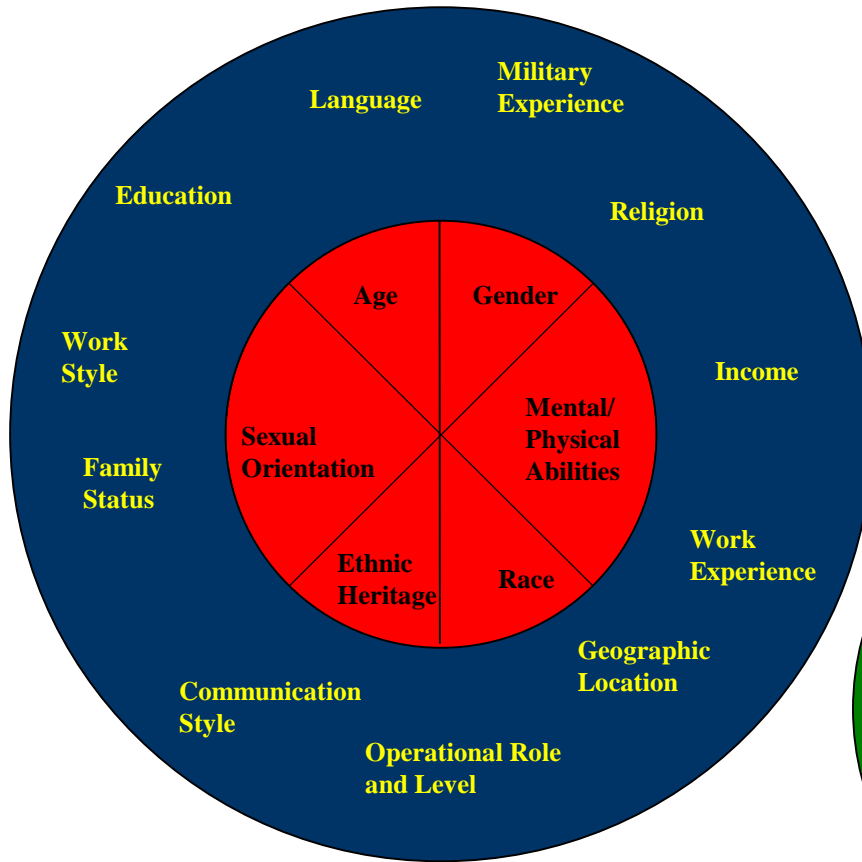 Military
Experience
Language
Education
Religion
Age
Gender
Work
Style
Income
Mental/
Physical
Abilities
Sexual
Orientation
Family
Status
Work
Experience
Ethnic
Heritage
Race
Geographic
Location
Communication
Style
Operational Role
and Level